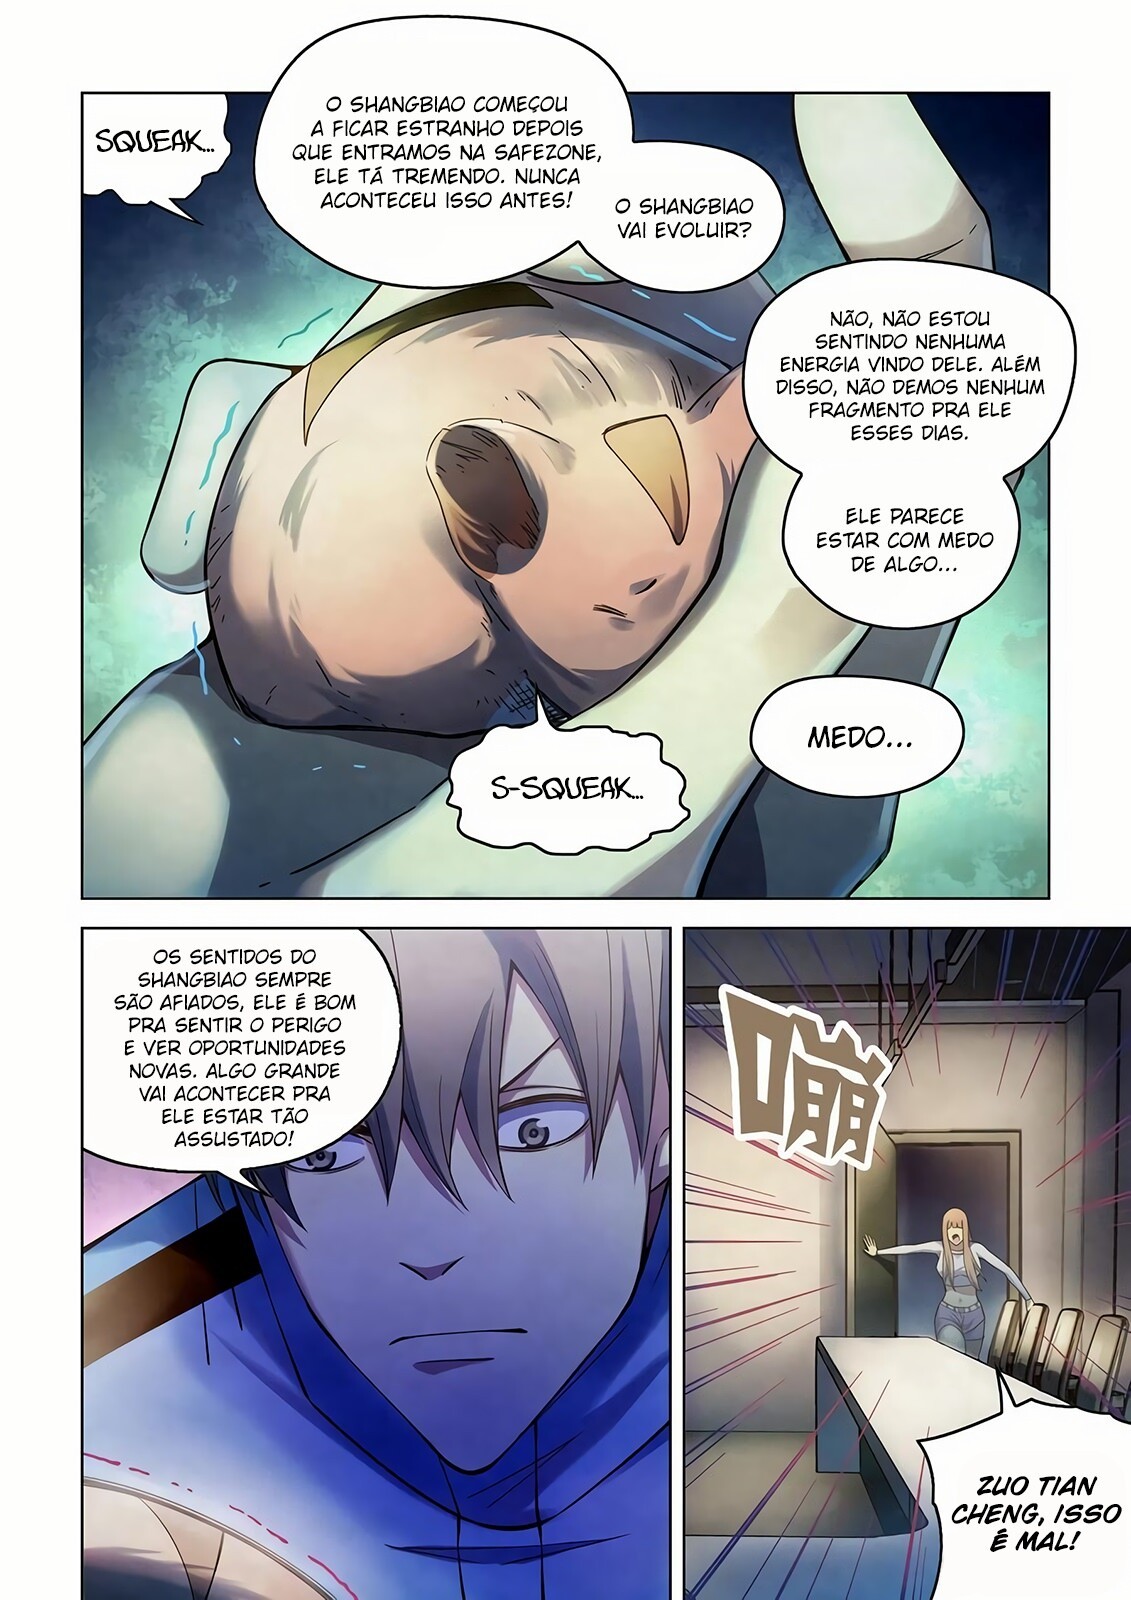 SQUEAK...
O SHANGBIAO COMEÇOU
A FICAR ESTRANHO DEPOIS
QUE ENTRAMOS NA SAFEZONE,
ELE TÁ TREMENDO. NUNCA
ACONTECEU ISSO ANTES!
O SHANGBIAO
VAI EVOLUIR?
NÃO, NÃO ESTOU
SENTINDO NENHUMA
ENERGIA VINDO DELE. ALÉM
DISSO, NÃO DEMOS NENHUM
FRAGMENTO PRA ELE
ESSES DIAS.
ELE PARECE
ESTAR COM MEDO
DE ALGO...
MEDO...
S-SQUEAK...
OS SENTIDOS DO
SHANGBIAO SEMPRE
SÃO AFIADOS, ELE É BOM
PRA SENTIR O PERIGO
E VER OPORTUNIDADES
NOVAS. ALGO GRANDE
VAI ACONTECER PRA
ELE ESTAR TÃO
ASSUSTADO!
嘣
ZUO TIAN
CHENG, ISSO
É MAL!